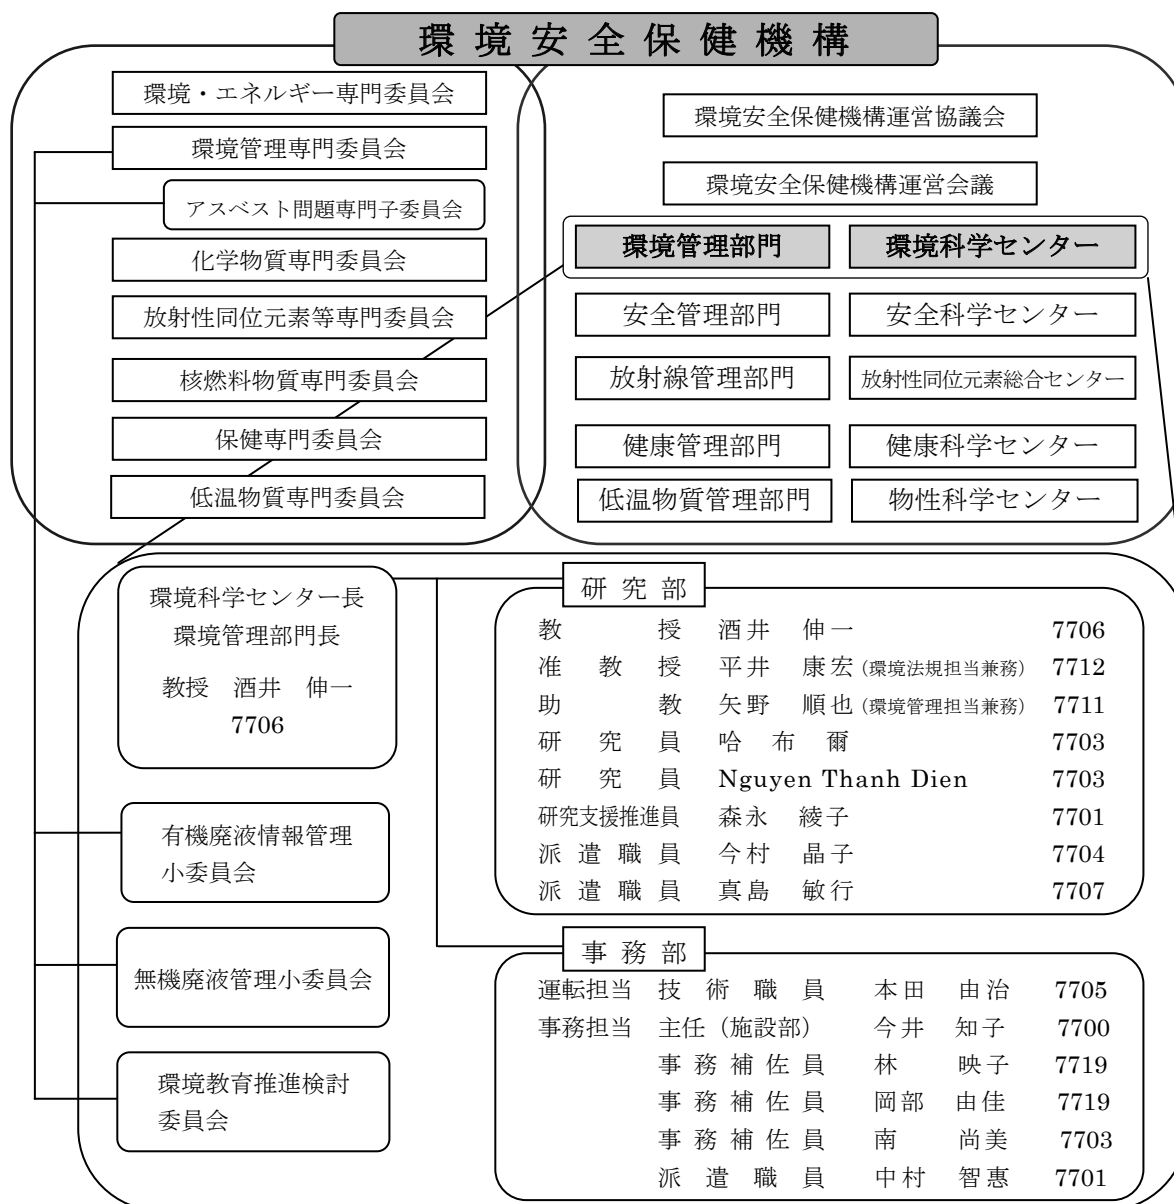 環境安全保健機構
環境・エネルギー専門委員会
環境管理専門委員会
アスベスト問題専門子委員会
化学物質専門委員会
放射性同位元素等専門委員会
核燃料物質専門委員会
保健専門委員会
低温物質専門委員会
環境安全保健機構運営協議会
環境安全保健機構運営会議
環境管理部門 環境科学センター
安全管理部門 安全科学センター
放射線管理部門 放射性同位元素総合センター
健康管理部門 健康科学センター
低温物質管理部門 物性科学センター
環境科学センター長
環境管理部門長
教授 酒井 伸一
7706
有機廃液情報管理
小委員会
無機廃液管理小委員会
環境教育推進検討
委員会
研究部
教授 酒井 伸一 7706
准教授 平井 康宏(環境法規担当兼務) 7712
助教 矢野 順也(環境管理担当兼務) 7711
研究員 哈布爾 7703
研究員 Nguyen Thanh Dien 7703
研究支援推進員 森永 綾子 7701
派遣職員 今村 晶子 7704
派遣職員 真島 敏行 7707
事務部
運転担当 技術職員 本田 由治 7705
事務担当 主任(施設部) 今井 知子 7700
事務補佐員 林 映子 7719
事務補佐員 岡部 由佳 7719
事務補佐員 南 尚美 7703
派遣職員 中村 智惠 7701